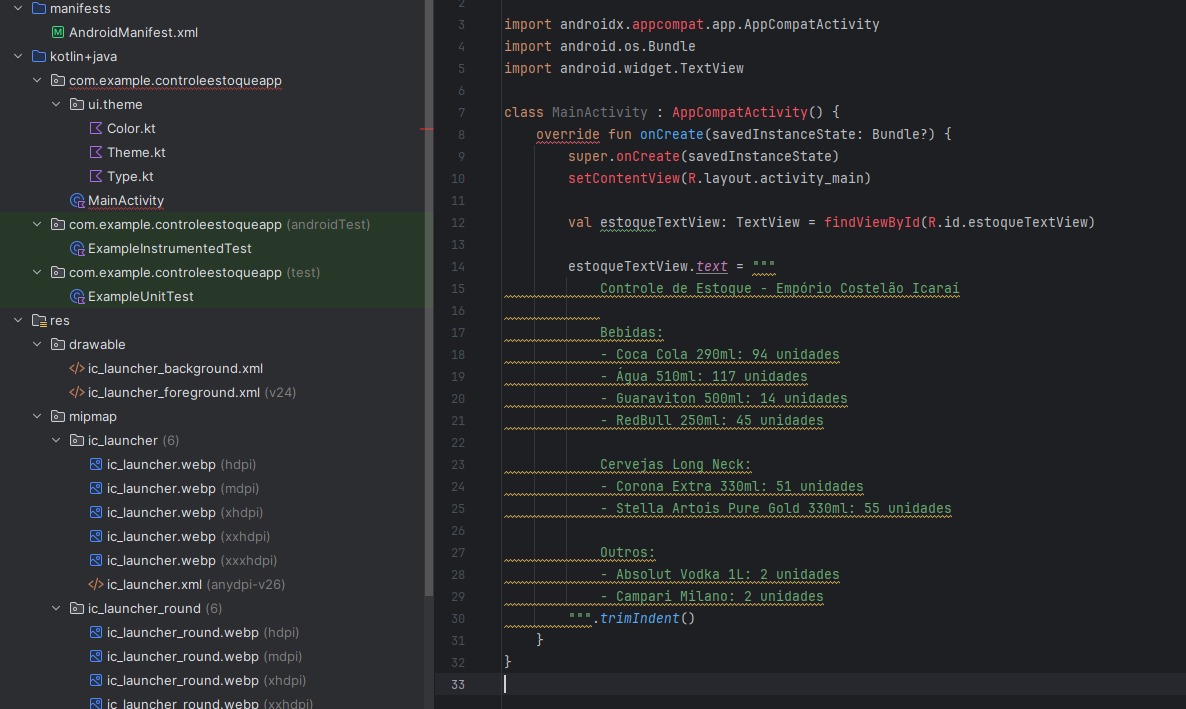 manifests
AndroidManifest.xml
kotlin+java
com.example.controleestoqueapp
ui.theme
Color.kt
Theme.kt
Type.kt
MainActivity
com.example.controleestoqueapp (androidTest)
ExampleInstrumentedTest
com.example.controleestoqueapp (test)
ExampleUnitTest
res
drawable
ic_launcher_background.xml
ic_launcher_foreground.xml (v24)
mipmap
ic_launcher (6)
ic_launcher.webp (hdpi)
ic_launcher.webp (mdpi)
ic_launcher.webp (xhdpi)
ic_launcher.webp (xxhdpi)
ic_launcher.webp (xxxhdpi)
ic_launcher.xml (anydpi-v26)
ic_launcher_round (6)
ic_launcher_round.webp (hdpi)
ic_launcher_round.webp (mdpi)
ic_launcher_round.webp (xhdpi)
ic_launcher_round.webp (xxhdpi)
2
3 import androidx.appcompat.app.AppCompatActivity
4 import android.os.Bundle
5 import android.widget.TextView
6
7 class MainActivity : AppCompatActivity() {
8 override fun onCreate(savedInstanceState: Bundle?) {
9 super.onCreate(savedInstanceState)
10 setContentView(R.layout.activity_main)
11
12 val estoqueTextView: TextView = findViewById(R.id.estoqueTextView)
13
14 estoqueTextView.text = """
15 Controle de Estoque - Empório Costelão Icaraí
16
17 Bebidas:
18 - Coca Cola 290ml: 94 unidades
19 - Água 510ml: 117 unidades
20 - Guaraviton 500ml: 14 unidades
21 - RedBull 250ml: 45 unidades
22
23 Cervejas Long Neck:
24 - Corona Extra 330ml: 51 unidades
25 - Stella Artois Pure Gold 330ml: 55 unidades
26
27 Outros:
28 - Absolut Vodka 1L: 2 unidades
29 - Campari Milano: 2 unidades
30 """.trimIndent()
31 }
32 }
33